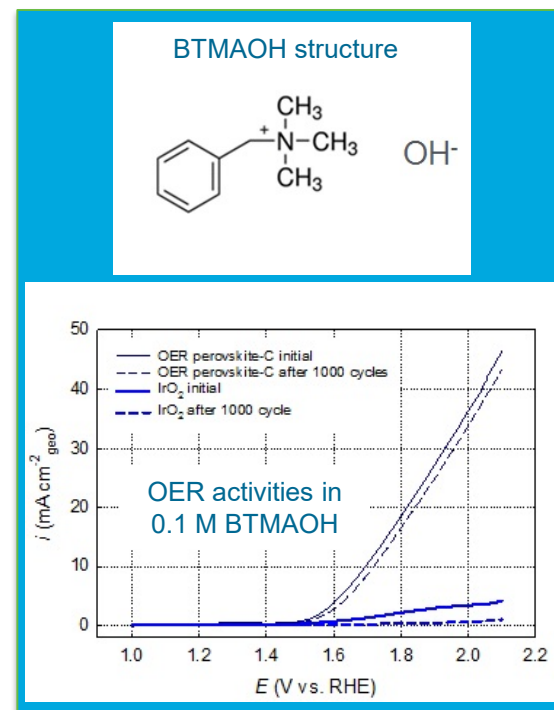 BTMAOH structure
CH₃
+
N–CH₃
CH₃
OH⁻
50
40
30
20
10
0
i (mA cm⁻²geo)
OER perovskite-C initial
OER perovskite-C after 1000 cycles
IrO₂ initial
IrO₂ after 1000 cycle
OER activities in
0.1 M BTMAOH
1.0 1.2 1.4 1.6 1.8 2.0 2.2
E (V vs. RHE)